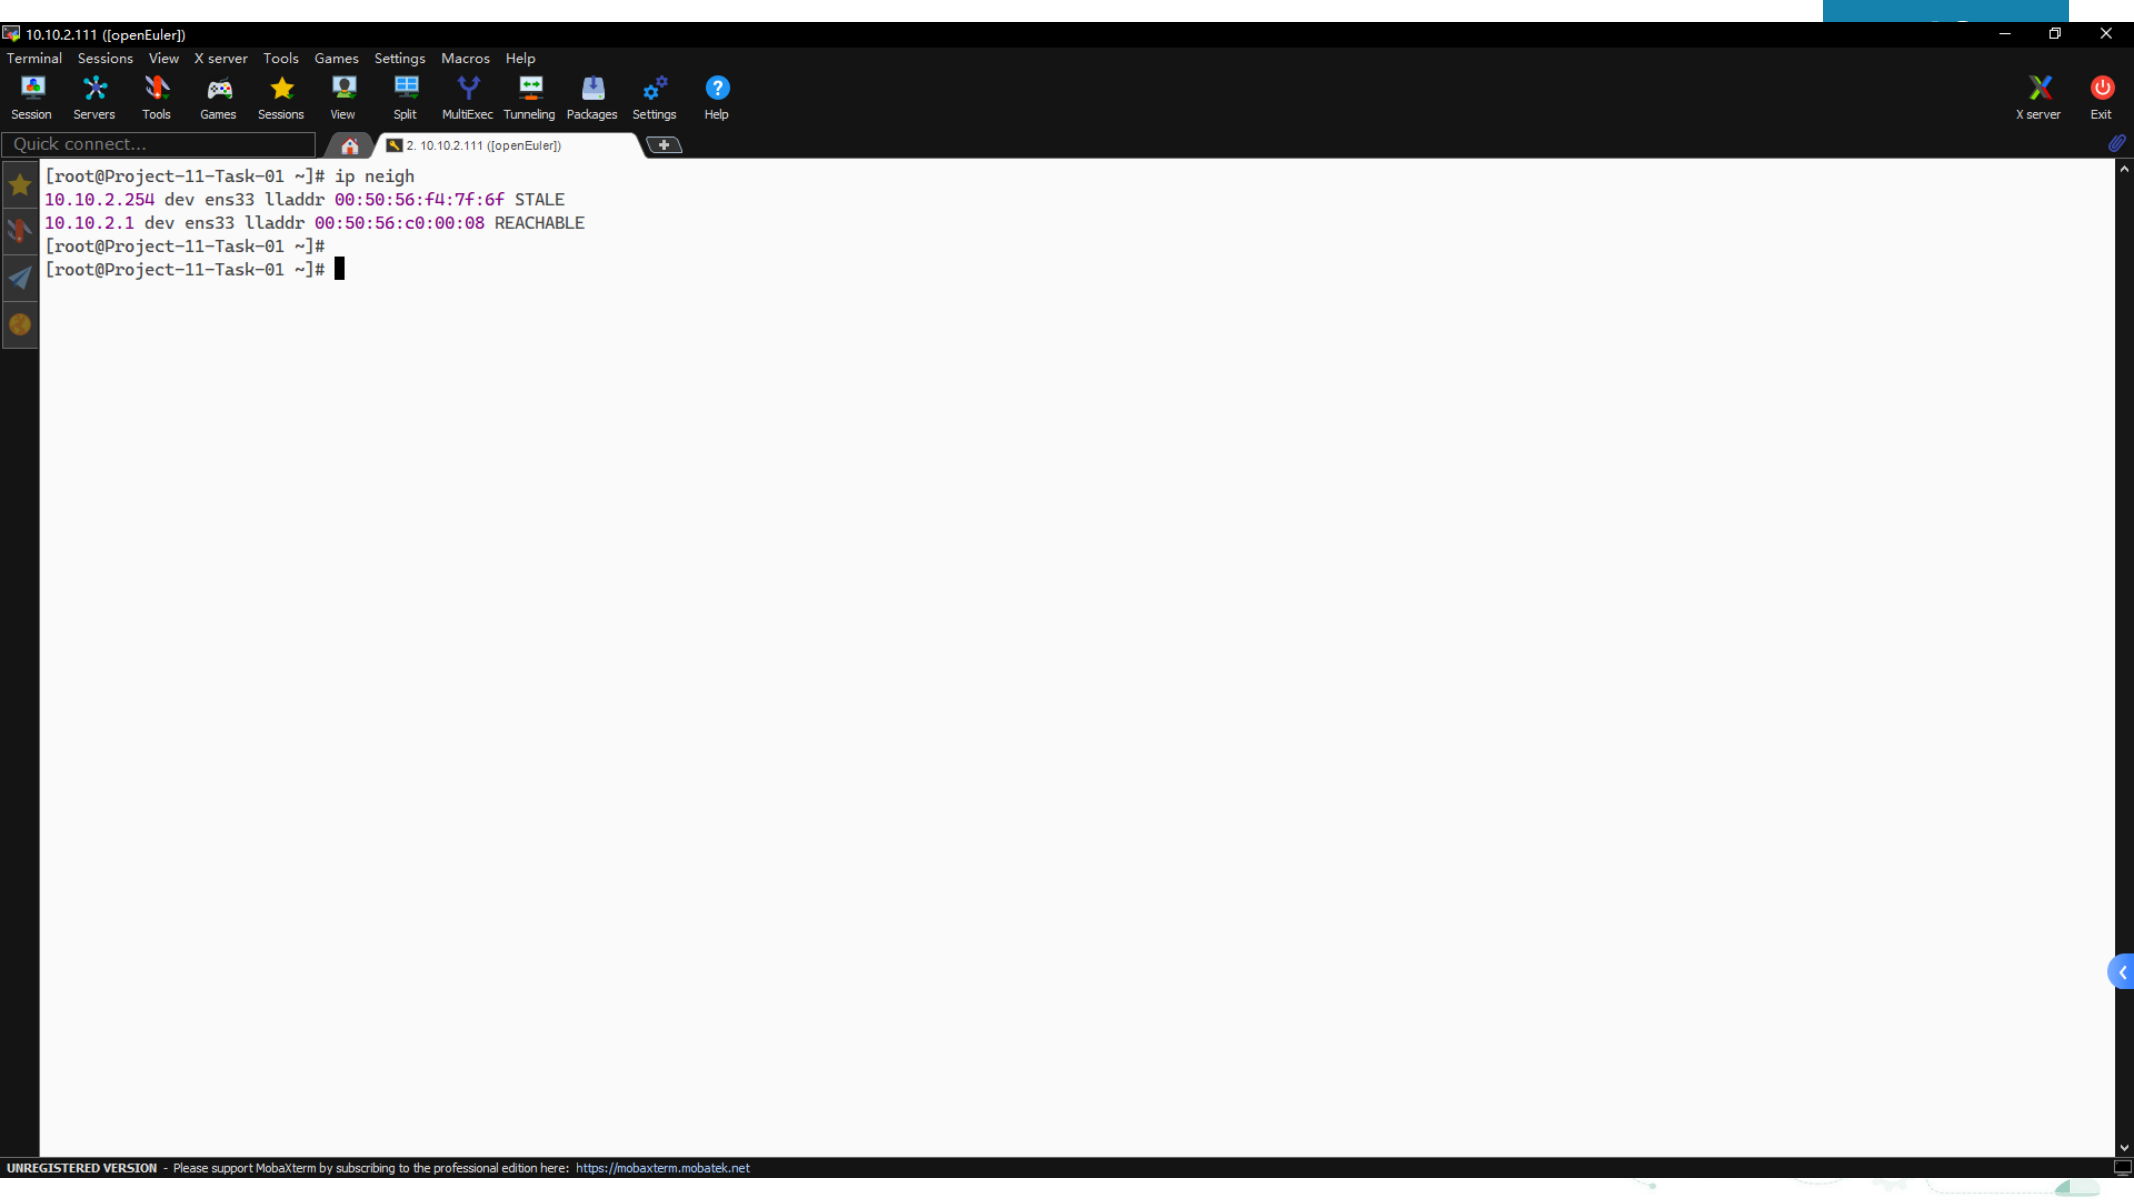 10.10.2.111 ([openEuler])
Terminal Sessions View X server Tools Games Settings Macros Help
Session Servers Tools Games Sessions View Split MultiExec Tunneling Packages Settings Help X server Exit
Quick connect... 2. 10.10.2.111 ([openEuler])
[root@Project-11-Task-01 ~]# ip neigh
10.10.2.254 dev ens33 lladdr 00:50:56:f4:7f:6f STALE
10.10.2.1 dev ens33 lladdr 00:50:56:c0:00:08 REACHABLE
[root@Project-11-Task-01 ~]#
[root@Project-11-Task-01 ~]#
UNREGISTERED VERSION - Please support MobaXterm by subscribing to the professional edition here: https://mobaxterm.mobatek.net